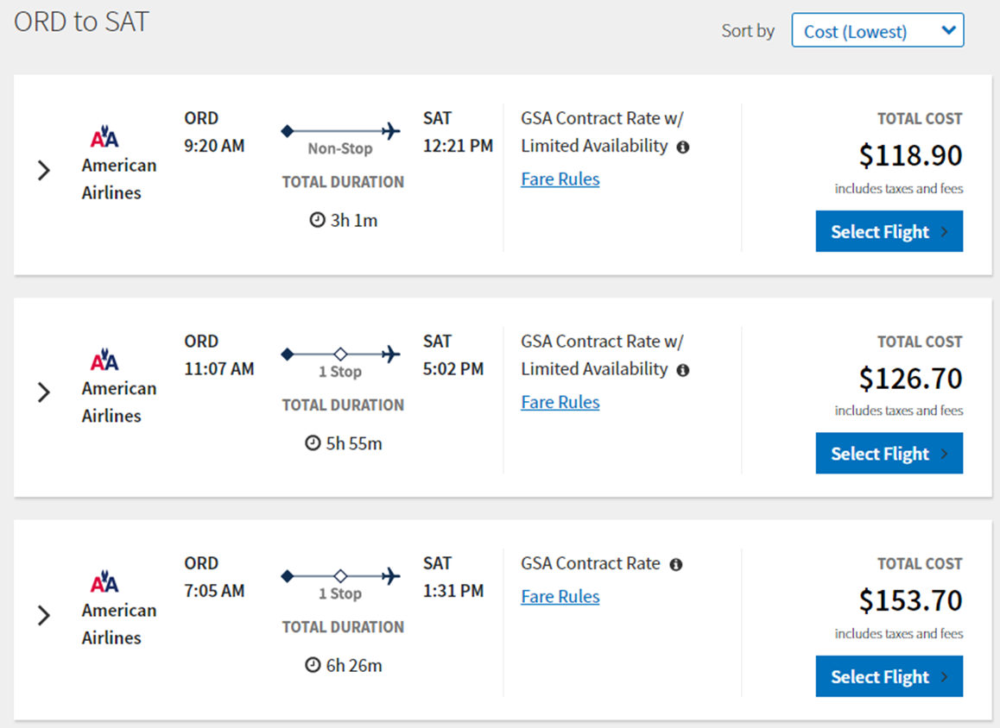 ORD to SAT
Sort by Cost (Lowest)
AA
American
Airlines
ORD
9:20 AM
Non-Stop
TOTAL DURATION
3h 1m
SAT
12:21 PM
GSA Contract Rate w/
Limited Availability
Fare Rules
TOTAL COST
$118.90
includes taxes and fees
Select Flight
AA
American
Airlines
ORD
11:07 AM
1 Stop
TOTAL DURATION
5h 55m
SAT
5:02 PM
GSA Contract Rate w/
Limited Availability
Fare Rules
TOTAL COST
$126.70
includes taxes and fees
Select Flight
AA
American
Airlines
ORD
7:05 AM
1 Stop
TOTAL DURATION
6h 26m
SAT
1:31 PM
GSA Contract Rate
Fare Rules
TOTAL COST
$153.70
includes taxes and fees
Select Flight